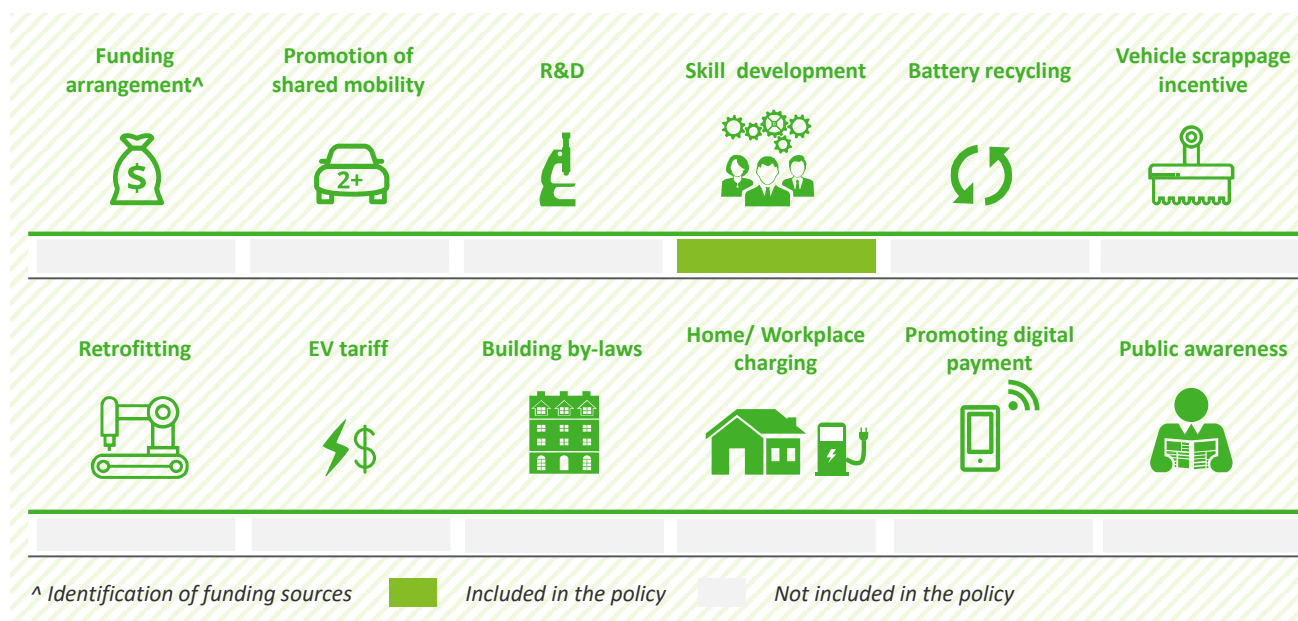 Funding
arrangement^
Promotion of
shared mobility
R&D
Skill development
Battery recycling
Vehicle scrappage
incentive
$
2+
Retrofitting
EV tariff
Building by-laws
Home/ Workplace
charging
Promoting digital
payment
Public awareness
$
^ Identification of funding sources
Included in the policy
Not included in the policy